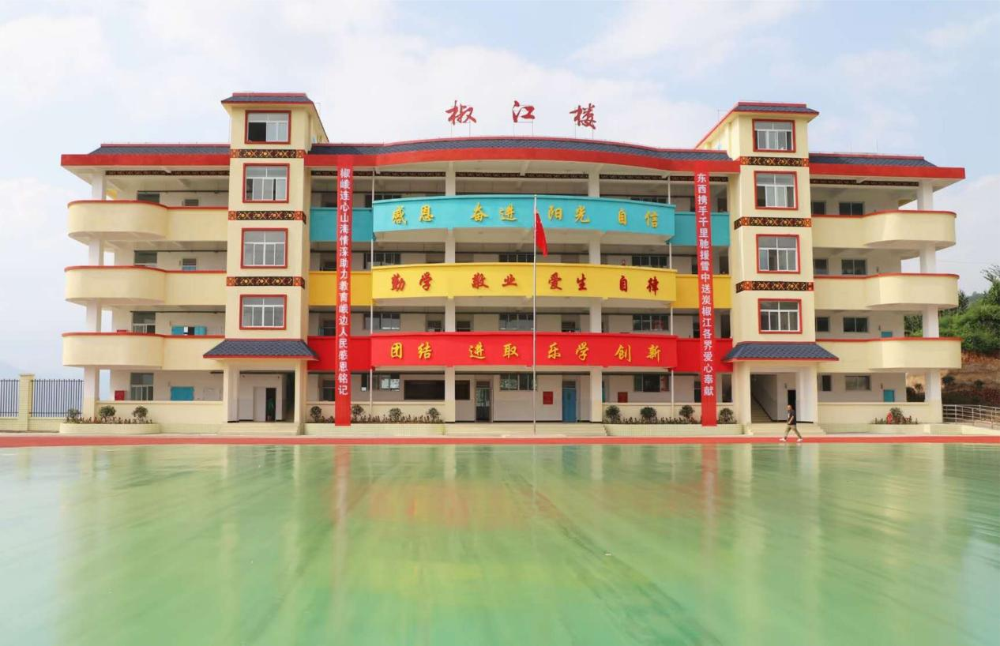 椒江楼
感恩 奋进 阳光 自信
勤学 敬业 爱生 自律
团结 进取 乐学 创新
椒峨连心山海情深助力教育峨边人民感恩铭记
东西携手千里驰援雪中送炭椒江各界爱心奉献